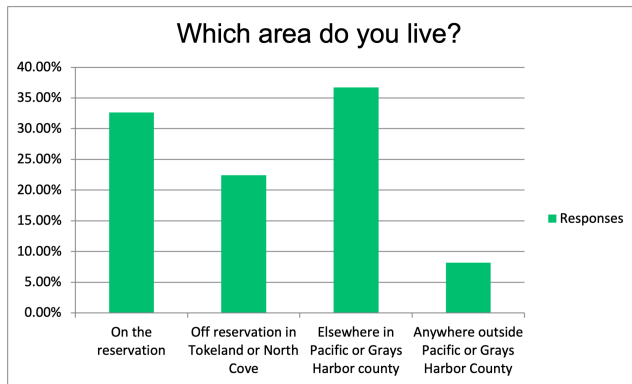 Which area do you live?
40.00%
35.00%
30.00%
25.00%
20.00%
15.00%
10.00%
5.00%
0.00%
On the
reservation
Off reservation in
Tokeland or North
Cove
Elsewhere in
Pacific or Grays
Harbor county
Anywhere outside
Pacific or Grays
Harbor County
Responses